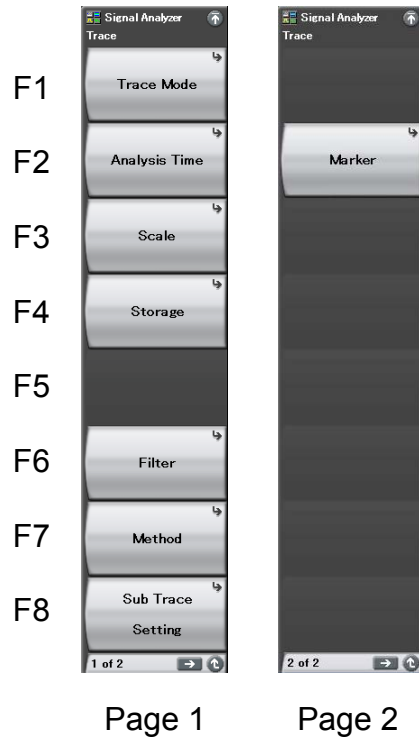 Signal Analyzer
Trace
F1
Trace Mode
F2
Analysis Time
F3
Scale
F4
Storage
F5
F6
Filter
F7
Method
F8
Sub Trace
Setting
1 of 2
Page 1
Signal Analyzer
Trace
Marker
2 of 2
Page 2